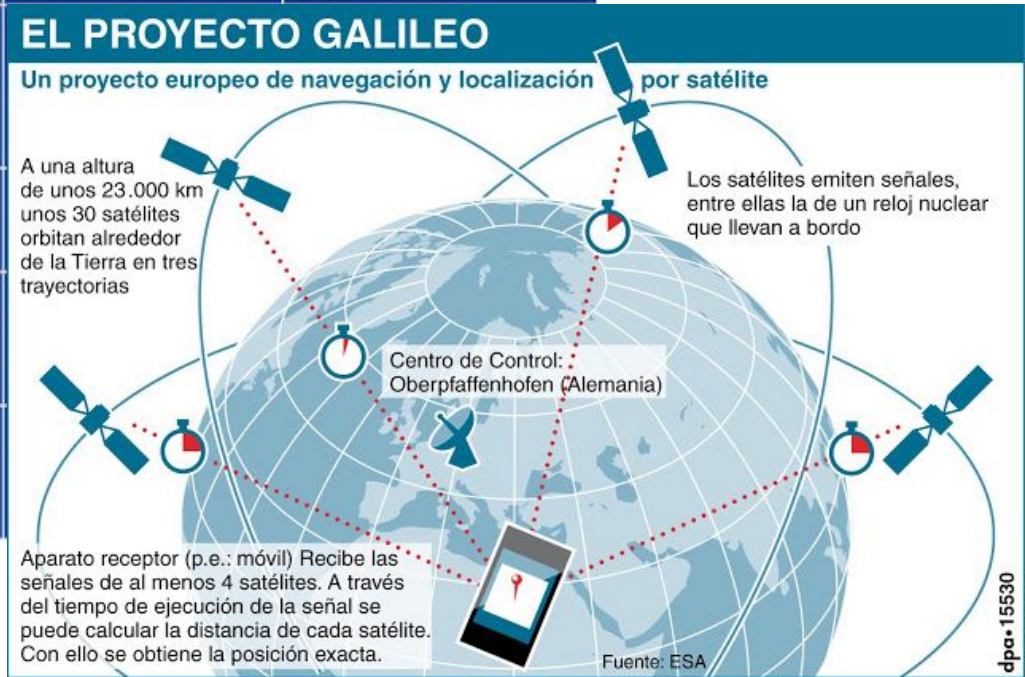 EL PROYECTO GALILEO
Un proyecto europeo de navegación y localización por satélite
A una altura
de unos 23.000 km
unos 30 satélites
orbitan alrededor
de la Tierra en tres
trayectorias
Los satélites emiten señales,
entre ellas la de un reloj nuclear
que llevan a bordo
Centro de Control:
Oberpfaffenhofen (Alemania)
Aparato receptor (p.e.: móvil) Recibe las
señales de al menos 4 satélites. A través
del tiempo de ejecución de la señal se
puede calcular la distancia de cada satélite.
Con ello se obtiene la posición exacta.
Fuente: ESA
dpa•15530